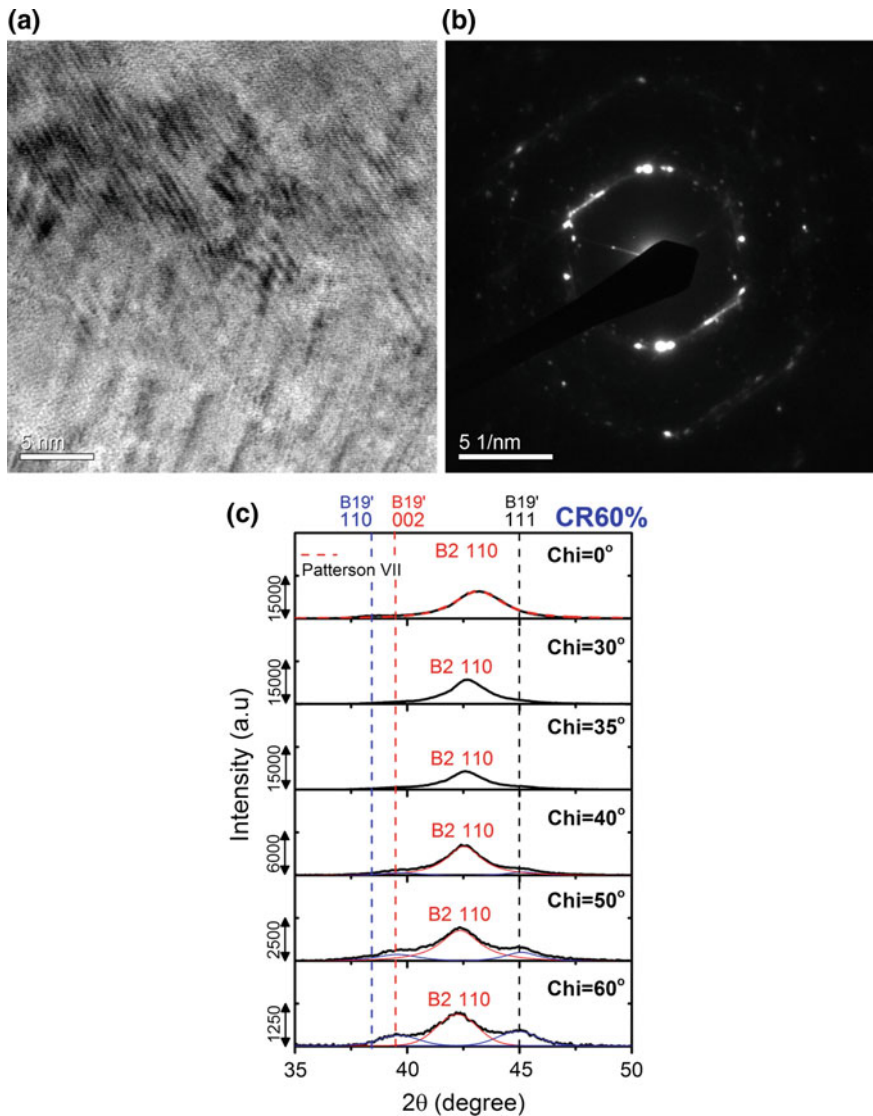 (a)
(b)
5 nm
5 1/nm
(c)
B19' B19' B19' CR60%
110 002 111
Patterson VII
B2 110
Chi=0°
15000
B2 110
Chi=30°
15000
B2 110
Chi=35°
15000
B2 110
Chi=40°
6000
B2 110
Chi=50°
2500
B2 110
Chi=60°
1250
Intensity (a.u)
35 40 45 50
2θ (degree)